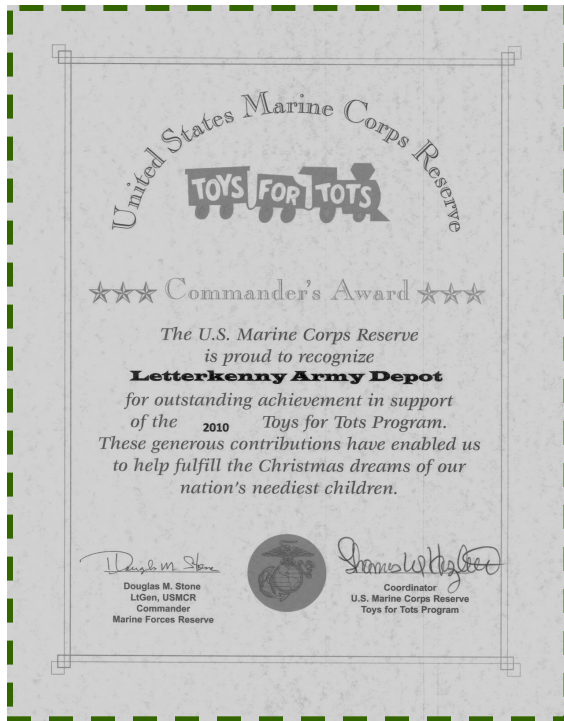 United States Marine Corps Reserve
TOYS FOR TOTS
Commander's Award
The U.S. Marine Corps Reserve
is proud to recognize
Letterkenny Army Depot
for outstanding achievement in support
of the 2010 Toys for Tots Program.
These generous contributions have enabled us
to help fulfill the Christmas dreams of our
nation's neediest children.
Douglas M. Stone
Douglas M. Stone
LtGen, USMCR
Commander
Marine Forces Reserve
Coordinator
U.S. Marine Corps Reserve
Toys for Tots Program